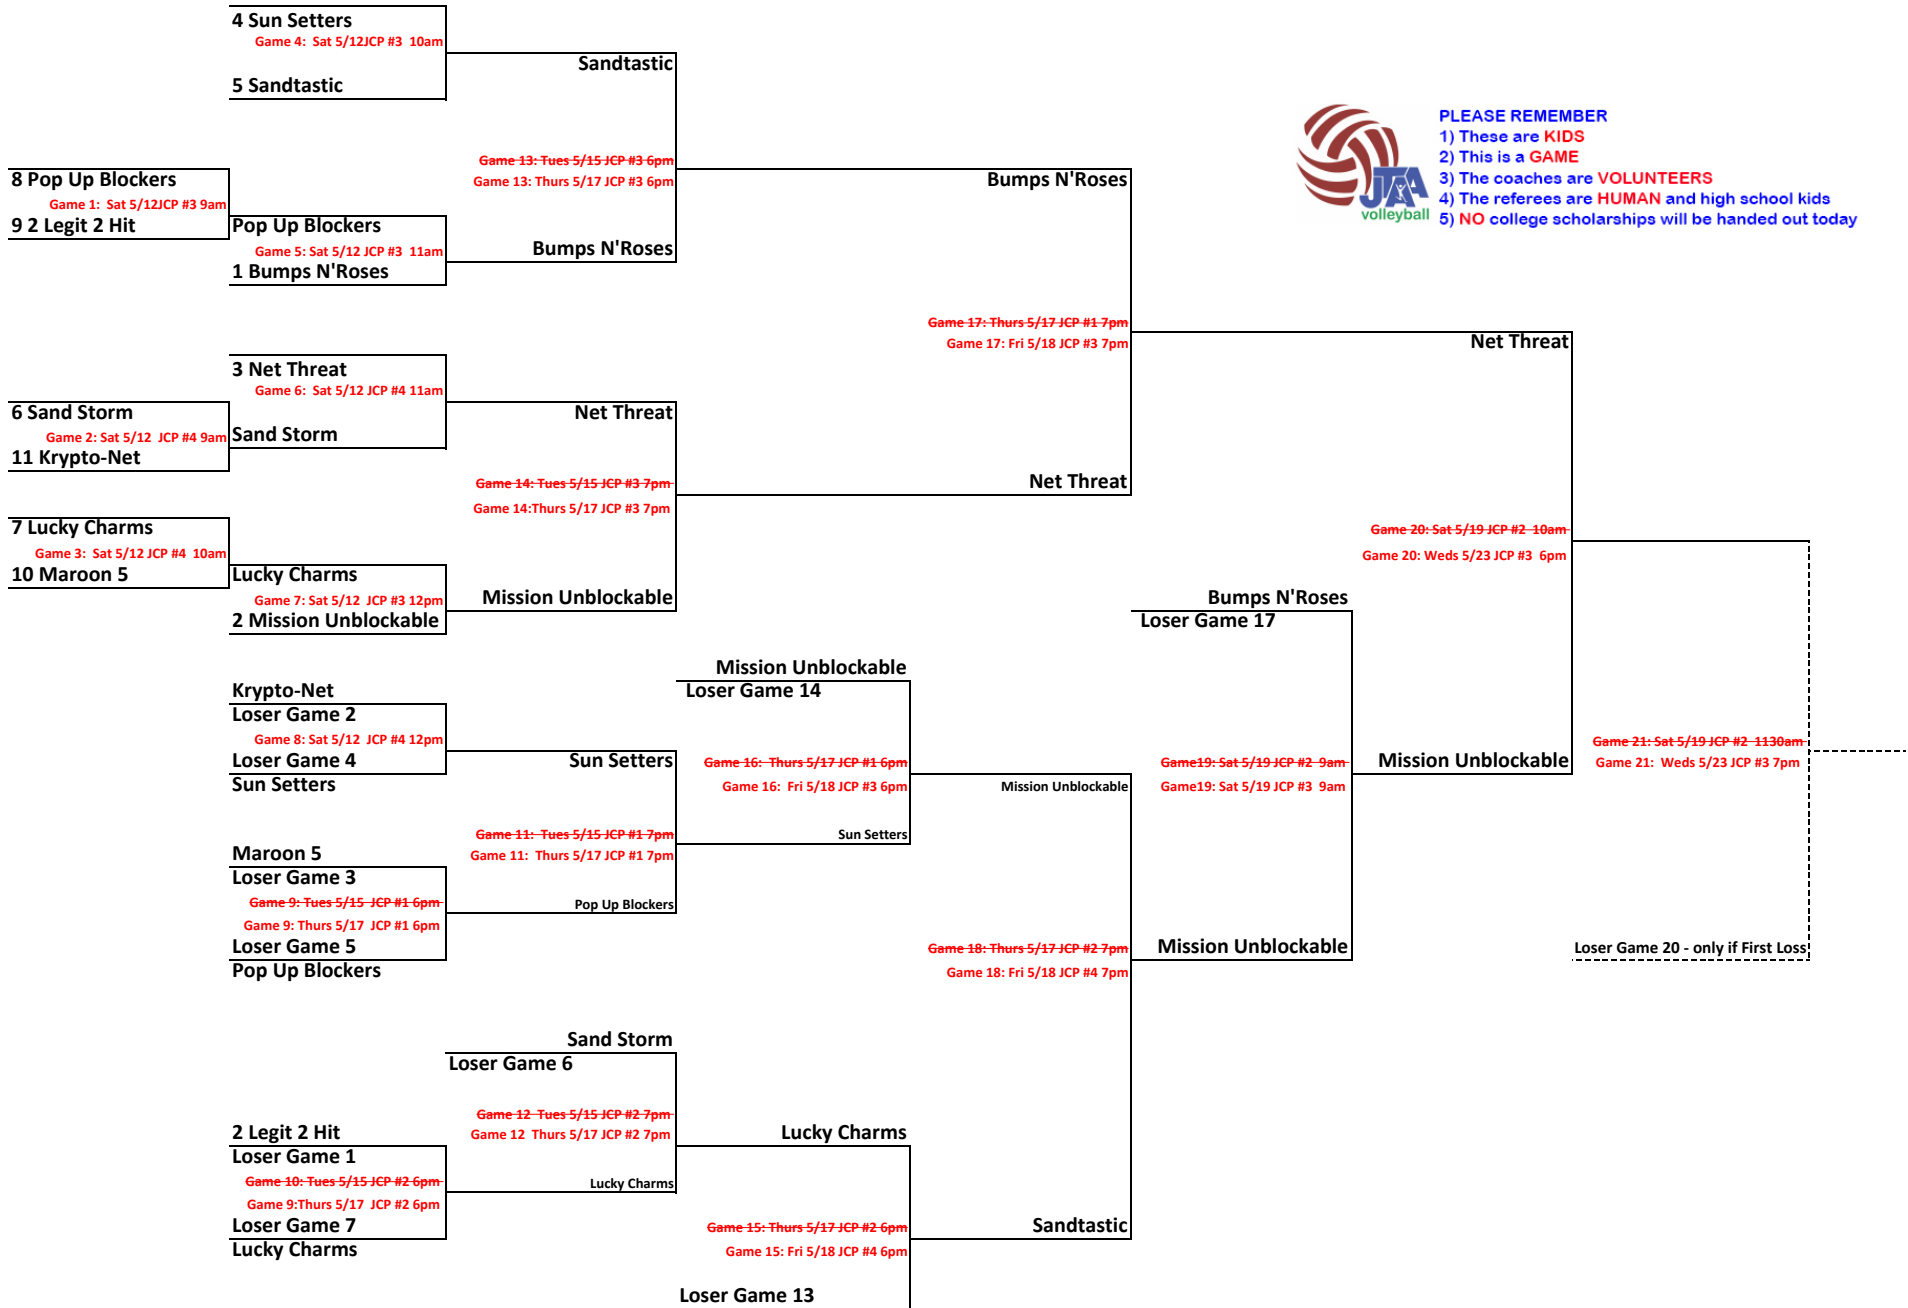 4 Sun Setters
Game 4:  Sat 5/12JCP #3  10am
Sandtastic
5 Sandtastic
PLEASE REMEMBER
1) These are KIDS
2) This is a GAME
3) The coaches are VOLUNTEERS
4) The referees are HUMAN and high school kids
5) NO college scholarships will be handed out today
JTAA
volleyball
Game 13: Tues 5/15 JCP #3 6pm
Game 13: Thurs 5/17 JCP #3 6pm
Bumps N'Roses
8 Pop Up Blockers
Game 1:  Sat 5/12JCP #3 9am
9 2 Legit 2 Hit
Pop Up Blockers
Game 5: Sat 5/12 JCP #3  11am
Bumps N'Roses
1 Bumps N'Roses
Game 17: Thurs 5/17 JCP #1 7pm
Game 17: Fri 5/18 JCP #3 7pm
Net Threat
3 Net Threat
Game 6:  Sat 5/12 JCP #4 11am
6 Sand Storm
Net Threat
Game 2: Sat 5/12  JCP #4 9am
Sand Storm
11 Krypto-Net
Game 14: Tues 5/15 JCP #3 7pm
Game 14:Thurs 5/17 JCP #3 7pm
Net Threat
7 Lucky Charms
Game 3:  Sat 5/12 JCP #4  10am
10 Maroon 5
Lucky Charms
Game 7: Sat 5/12  JCP #3 12pm
Mission Unblockable
2 Mission Unblockable
Game 20: Sat 5/19 JCP #2  10am
Game 20: Weds 5/23 JCP #3  6pm
Bumps N'Roses
Loser Game 17
Mission Unblockable
Loser Game 14
Krypto-Net
Loser Game 2
Game 8: Sat 5/12  JCP #4 12pm
Loser Game 4
Sun Setters
Sun Setters
Game 16:  Thurs 5/17 JCP #1 6pm
Game 16:  Fri 5/18 JCP #3 6pm
Mission Unblockable
Game19: Sat 5/19 JCP #2  9am
Game19: Sat 5/19 JCP #3  9am
Mission Unblockable
Game 21: Sat 5/19 JCP #2  1130am
Game 21:  Weds 5/23 JCP #3 7pm
Game 11:  Tues 5/15 JCP #1 7pm
Game 11:  Thurs 5/17 JCP #1 7pm
Sun Setters
Maroon 5
Loser Game 3
Game 9: Tues 5/15  JCP #1 6pm
Game 9: Thurs 5/17  JCP #1 6pm
Pop Up Blockers
Loser Game 5
Pop Up Blockers
Game 18: Thurs 5/17 JCP #2 7pm
Game 18: Fri 5/18 JCP #4 7pm
Mission Unblockable
Loser Game 20 - only if First Loss
Sand Storm
Loser Game 6
Game 12  Tues 5/15 JCP #2 7pm
Game 12  Thurs 5/17 JCP #2 7pm
Lucky Charms
2 Legit 2 Hit
Loser Game 1
Game 10: Tues 5/15 JCP #2 6pm
Game 9:Thurs 5/17  JCP #2 6pm
Lucky Charms
Loser Game 7
Lucky Charms
Game 15: Thurs 5/17 JCP #2 6pm
Game 15: Fri 5/18 JCP #4 6pm
Sandtastic
Loser Game 13